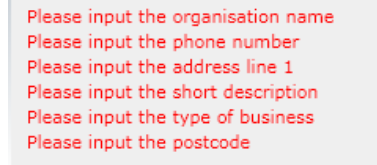 Please input the organisation name
Please input the phone number
Please input the address line 1
Please input the short description
Please input the type of business
Please input the postcode